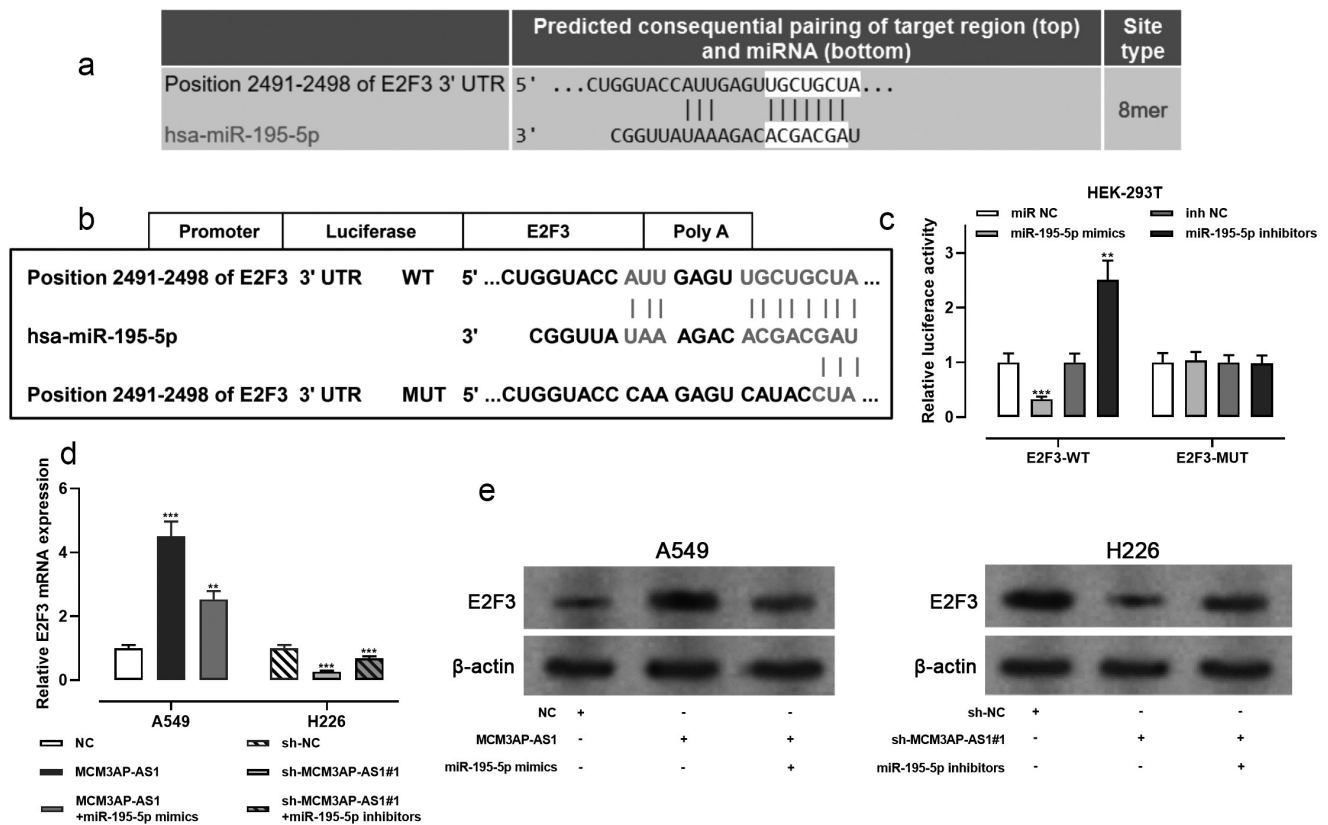 a
Predicted consequential pairing of target region (top)
and miRNA (bottom)
Site
type
Position 2491-2498 of E2F3 3' UTR
5' ...CUGGUACCAUUGAGUUGCUGCUA...
hsa-miR-195-5p
3' CGGUUAUAAAGACACGACGAU
8mer
b
Promoter Luciferase E2F3 Poly A
Position 2491-2498 of E2F3 3' UTR WT 5' ...CUGGUACC AUU GAGU UGCUGCUA ...
hsa-miR-195-5p 3' CGGUUA UAA AGAC ACGACGAU
Position 2491-2498 of E2F3 3' UTR MUT 5' ...CUGGUACC CAA GAGU CAUACCUA ...
c
HEK-293T
miR NC
inh NC
miR-195-5p mimics
miR-195-5p inhibitors
Relative luciferace activity
3
2
1
0
***
**
E2F3-WT
E2F3-MUT
d
Relative E2F3 mRNA expression
6
4
2
0
***
**
***
***
A549
H226
NC
sh-NC
MCM3AP-AS1
sh-MCM3AP-AS1#1
MCM3AP-AS1
+miR-195-5p mimics
sh-MCM3AP-AS1#1
+miR-195-5p inhibitors
e
A549
E2F3
β-actin
NC + - -
MCM3AP-AS1 - + +
miR-195-5p mimics - - +
H226
E2F3
β-actin
sh-NC + - -
sh-MCM3AP-AS1#1 - + +
miR-195-5p inhibitors - - +